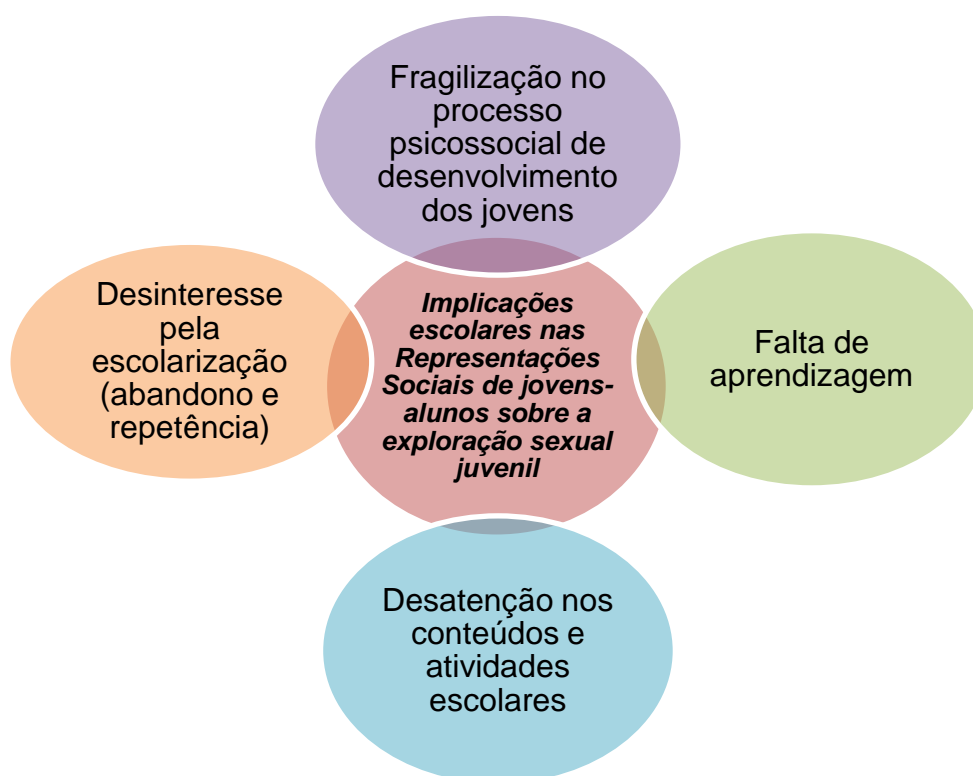 Fragilização no
processo
psicossocial de
desenvolvimento
dos jovens
Desinteresse
pela
escolarização
(abandono e
repetência)
Implicações
escolares nas
Representações
Sociais de jovens-
alunos sobre a
exploração sexual
juvenil
Falta de
aprendizagem
Desatenção nos
conteúdos e
atividades
escolares